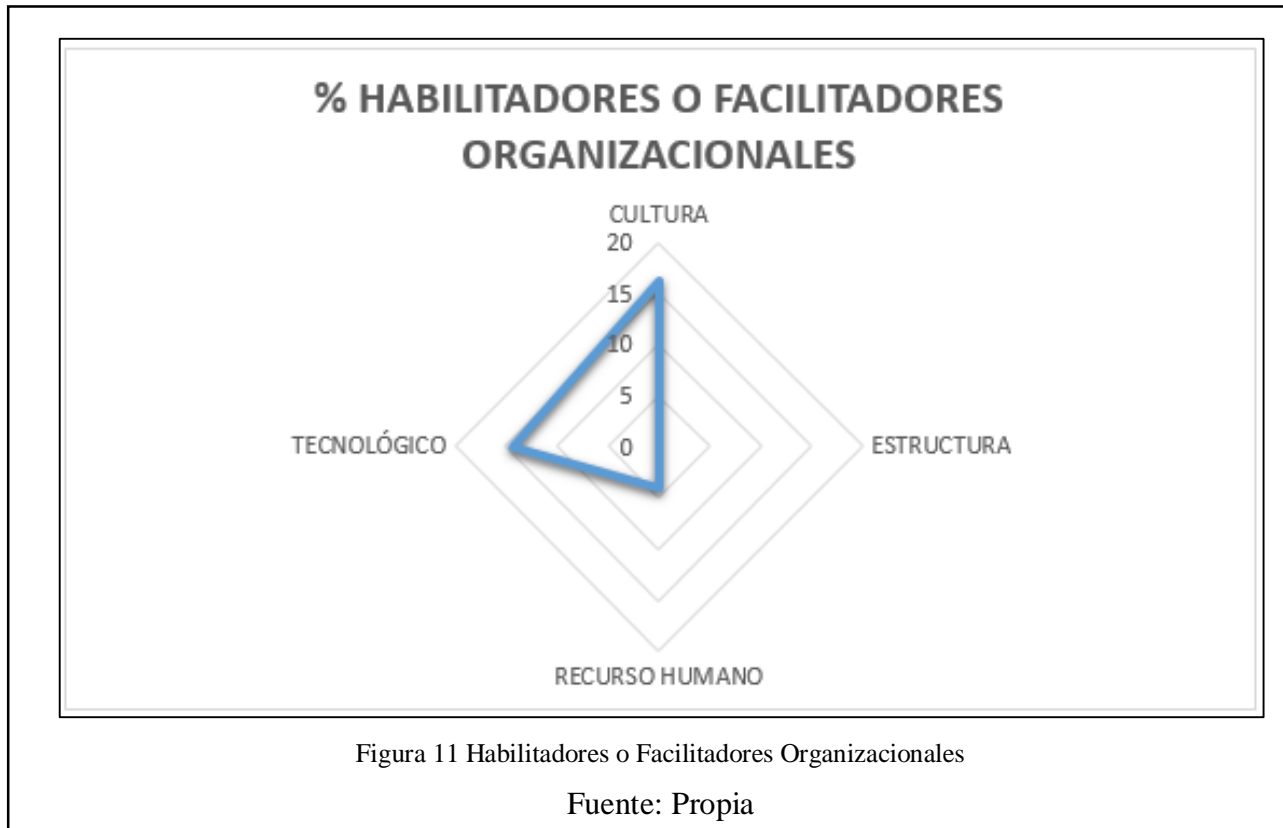 % HABILITADORES O FACILITADORES
ORGANIZACIONALES
CULTURA
20
15
10
5
0
TECNOLÓGICO
ESTRUCTURA
RECURSO HUMANO
Figura 11 Habilitadores o Facilitadores Organizacionales
Fuente: Propia